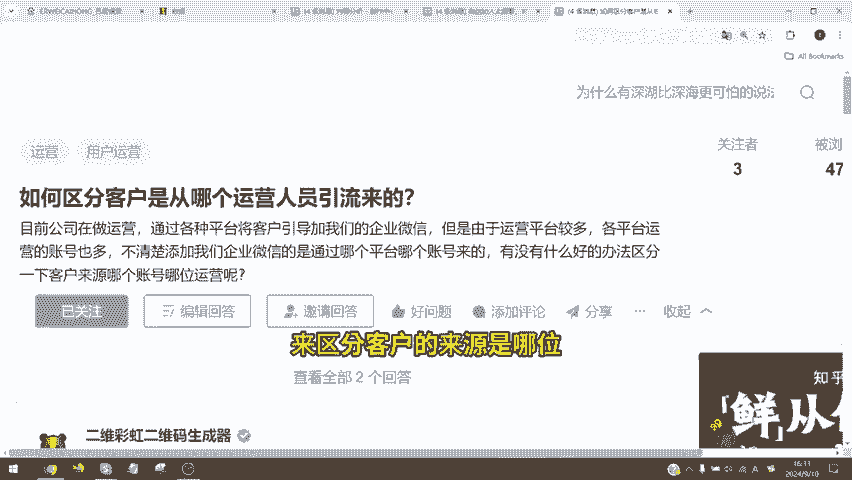 All Bookmarks
为什么有深湖比深海更可怕的说法
运营
用户运营
关注者
被浏
3
47
如何区分客户是从哪个运营人员引流来的?
目前公司在做运营，通过各种平台将客户引导加我们的企业微信，但是由于运营平台较多，各平台运
营的账号也多，不清楚添加我们企业微信的是通过哪个平台哪个账号来的，有没有什么好的办法区分
一下客户来源哪个账号哪位运营呢?
已关注
编辑回答
邀请回答
好问题
添加评论
分享
收起
来区分客户的来源是哪位
查看全部 2 个回答
知乎
「鲜」从
二维彩虹二维码生成器
16:33
2024/9/10